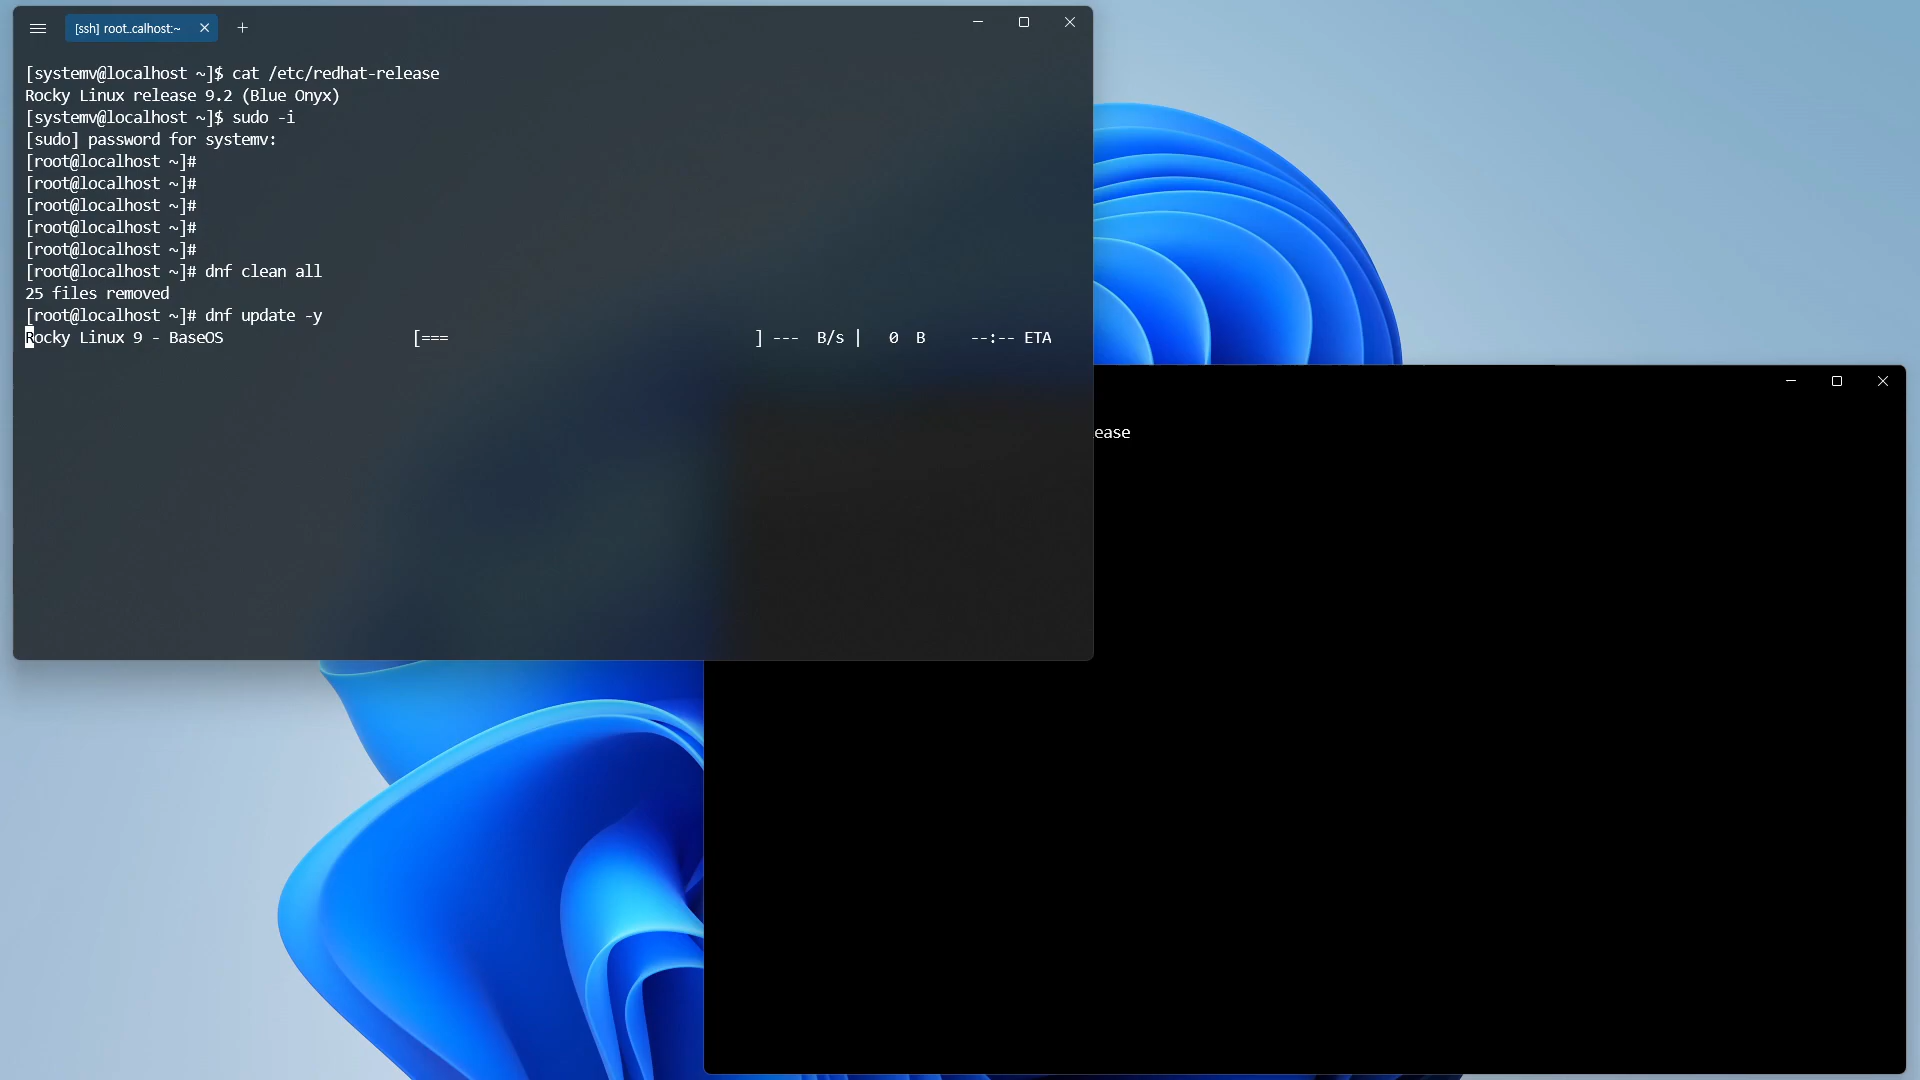 [ssh] root..calhost:~
[systemv@localhost ~]$ cat /etc/redhat-release
Rocky Linux release 9.2 (Blue Onyx)
[systemv@localhost ~]$ sudo -i
[sudo] password for systemv:
[root@localhost ~]#
[root@localhost ~]#
[root@localhost ~]#
[root@localhost ~]#
[root@localhost ~]#
[root@localhost ~]# dnf clean all
25 files removed
[root@localhost ~]# dnf update -y
Rocky Linux 9 - BaseOS [=== ] --- B/s | 0 B --:-- ETA
ease